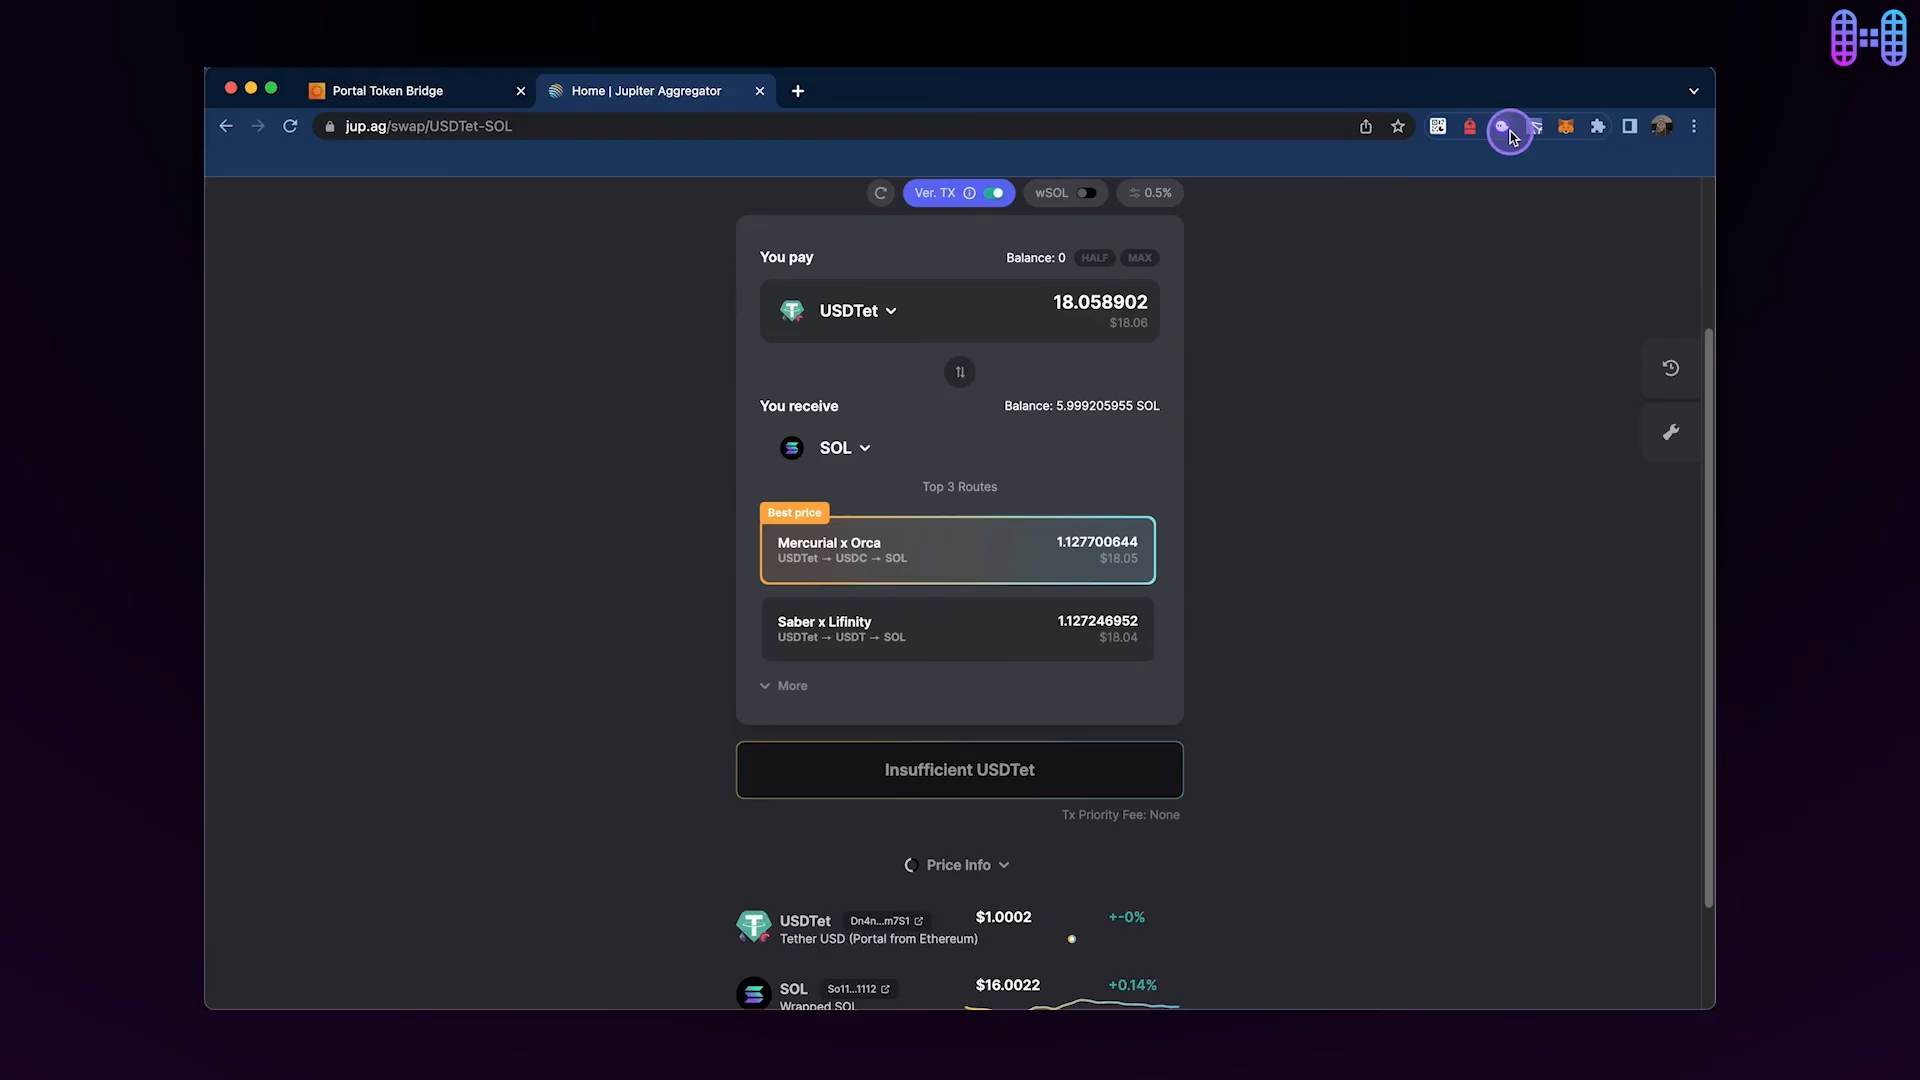 Portal Token Bridge
Home | Jupiter Aggregator
jup.ag/swap/USDTet-SOL
Ver. TX
wSOL
0.5%
You pay
Balance: 0
HALF
MAX
USDTet
18.058902
$18.06
You receive
Balance: 5.999205955 SOL
SOL
Top 3 Routes
Best price
Mercurial x Orca
1.127700644
USDTet → USDC → SOL
$18.05
Saber x Lifinity
1.127246952
USDTet → USDT → SOL
$18.04
More
Insufficient USDTet
Tx Priority Fee: None
Price Info
USDTet
Dn4n...m7S1
$1.0002
+-0%
Tether USD (Portal from Ethereum)
SOL
So11...1112
$16.0022
+0.14%
Wrapped SOL